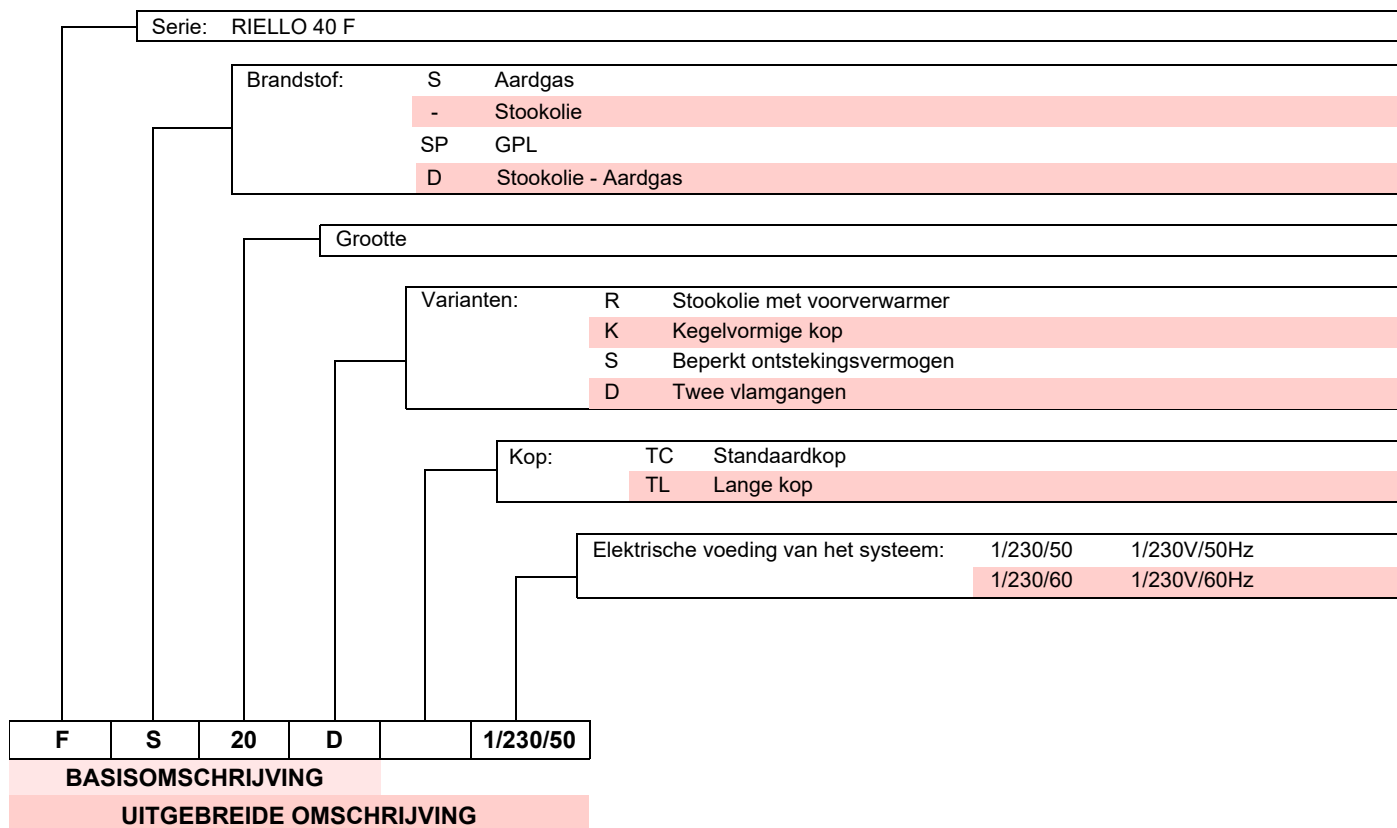 Serie: RIELLO 40 F
Brandstof: S Aardgas
- Stookolie
SP GPL
D Stookolie - Aardgas
Grootte
Varianten: R Stookolie met voorverwarmer
K Kegelvormige kop
S Beperkt ontstekingsvermogen
D Twee vlamgangen
Kop: TC Standaardkop
TL Lange kop
Elektrische voeding van het systeem: 1/230/50 1/230V/50Hz
1/230/60 1/230V/60Hz
F S 20 D 1/230/50
BASISOMSCHRIJVING
UITGEBREIDE OMSCHRIJVING